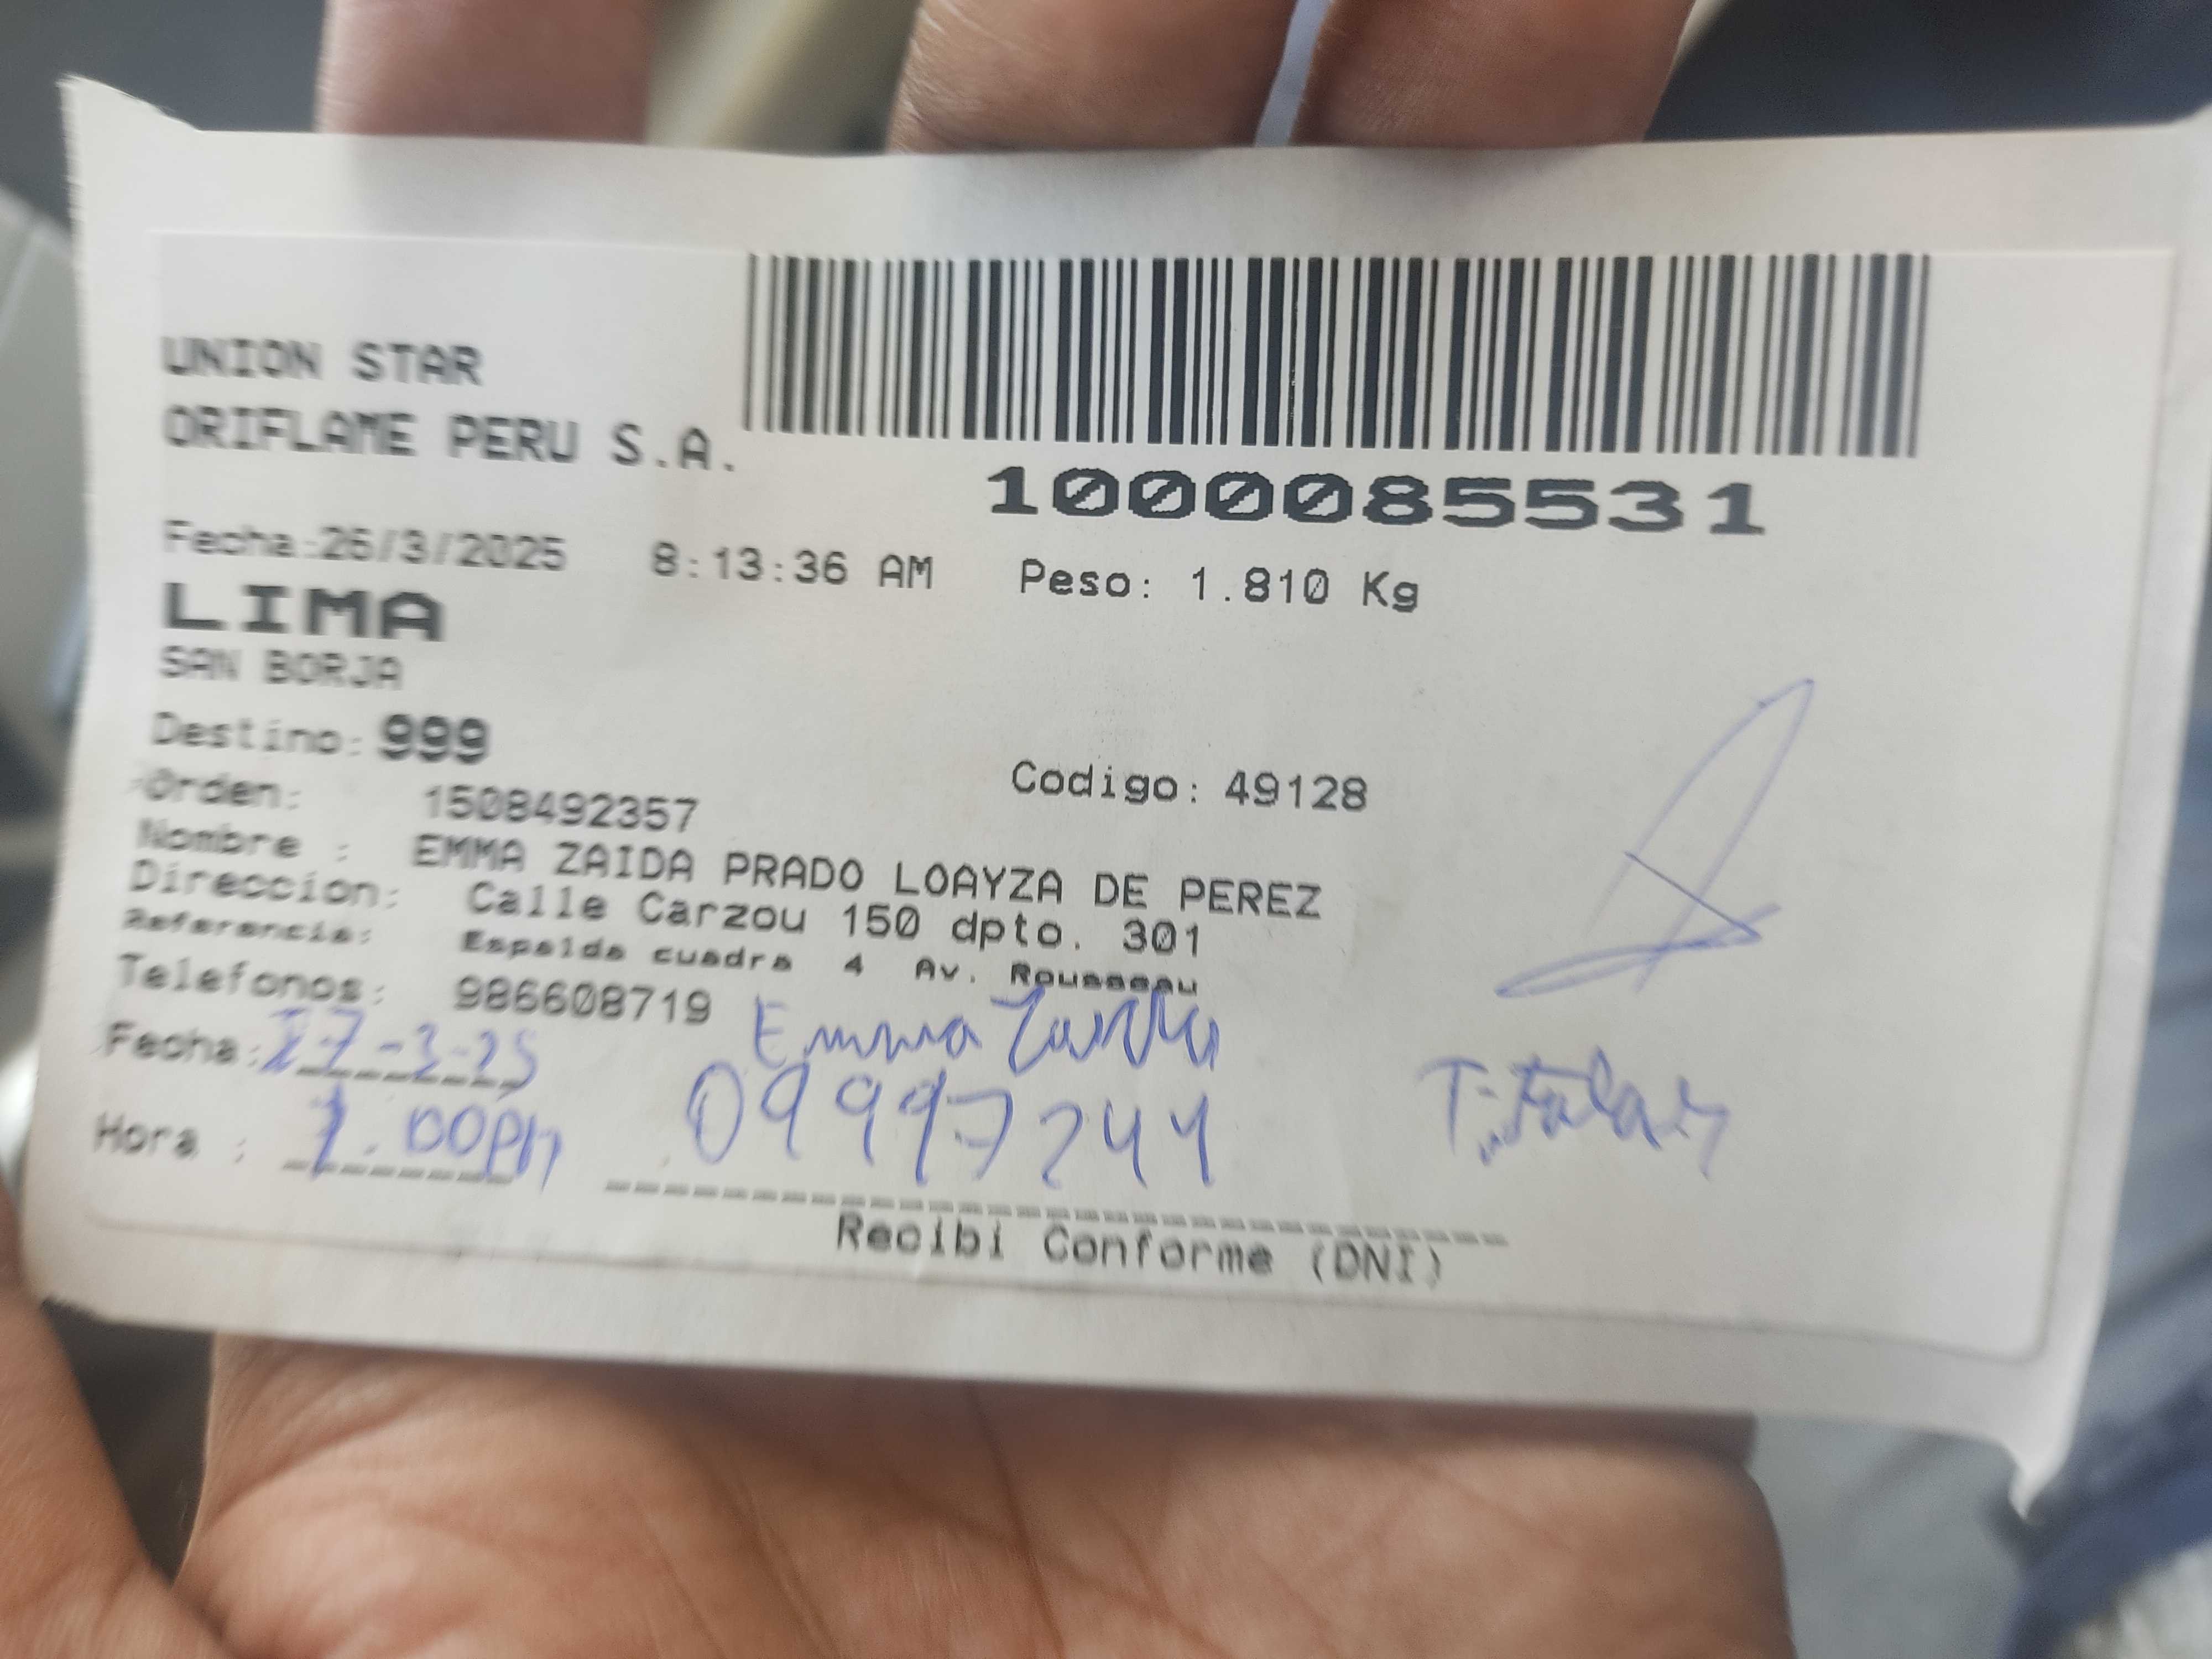 UNION STAR
ORIFLAME PERU S.A.
1000085531
Fecha:26/3/2025 8:13:36 AM Peso: 1.810 Kg
LIMA
SAN BORJA
Destino: 999
Orden: 1508492357 Codigo: 49128
Nombre : EMMA ZAIDA PRADO LOAYZA DE PEREZ
Direccion: Calle Carzou 150 dpto. 301
Referencia: Espalda cuadra 4 Av. Rousseau
Telefonos: 986608719
Emma
Fecha: 27-3-25
Hora : 1.00PM 09997244
Recibi Conforme (DNI)